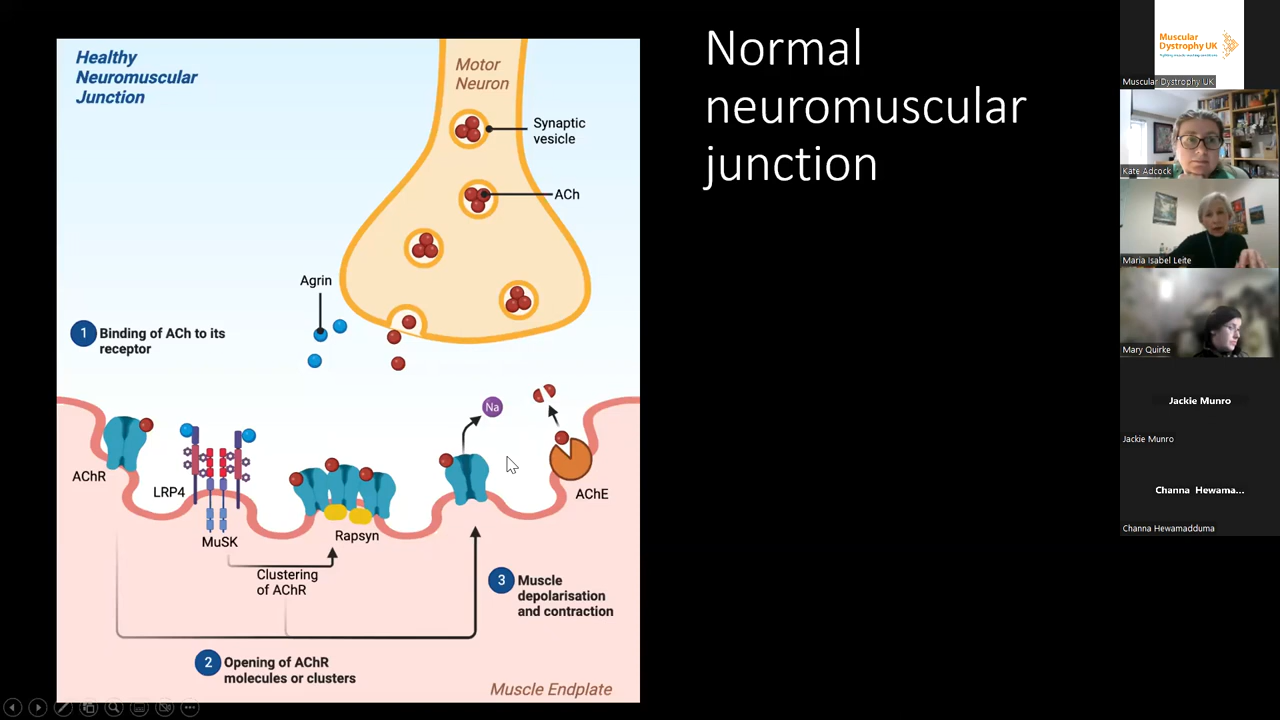 Healthy
Neuromuscular
Junction
Motor
Neuron
Synaptic
vesicle
ACh
Agrin
1
Binding of ACh to its
receptor
Na
AChR
LRP4
MuSK
Rapsyn
AChE
Clustering
of AChR
3
Muscle
depolarisation
and contraction
2
Opening of AChR
molecules or clusters
Muscle Endplate
Normal
neuromuscular
junction
Muscular
Dystrophy UK
Muscular Dystrophy UK
Kate Adcock
Maria Isabel Leite
Mary Quirke
Jackie Munro
Jackie Munro
Channa Hewama...
Channa Hewamadduma